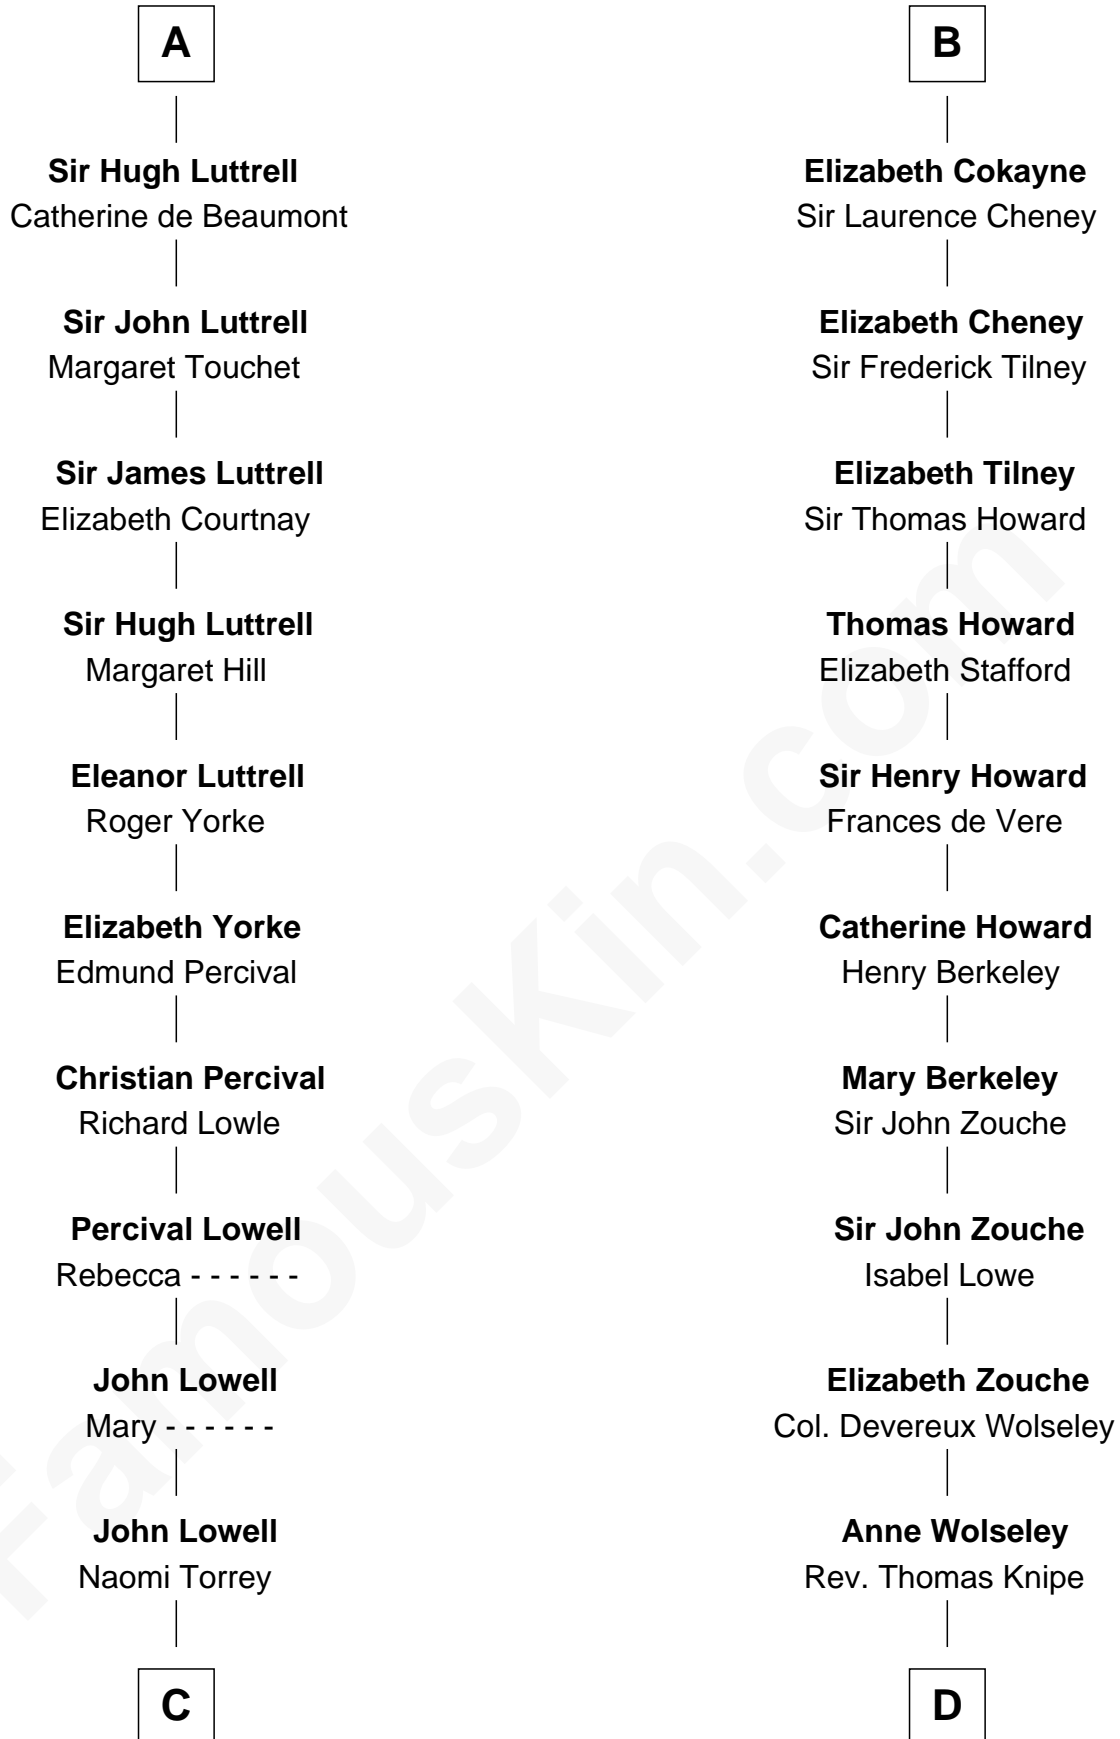 A
Sir Hugh Luttrell
Catherine de Beaumont
Sir John Luttrell
Margaret Touchet
Sir James Luttrell
Elizabeth Courtnay
Sir Hugh Luttrell
Margaret Hill
Eleanor Luttrell
Roger Yorke
Elizabeth Yorke
Edmund Percival
Christian Percival
Richard Lowle
Percival Lowell
Rebecca - - - - - -
John Lowell
Mary - - - - - -
John Lowell
Naomi Torrey
C
B
Elizabeth Cokayne
Sir Laurence Cheney
Elizabeth Cheney
Sir Frederick Tilney
Elizabeth Tilney
Sir Thomas Howard
Thomas Howard
Elizabeth Stafford
Sir Henry Howard
Frances de Vere
Catherine Howard
Henry Berkeley
Mary Berkeley
Sir John Zouche
Sir John Zouche
Isabel Lowe
Elizabeth Zouche
Col. Devereux Wolseley
Anne Wolseley
Rev. Thomas Knipe
D
FamousKin.com